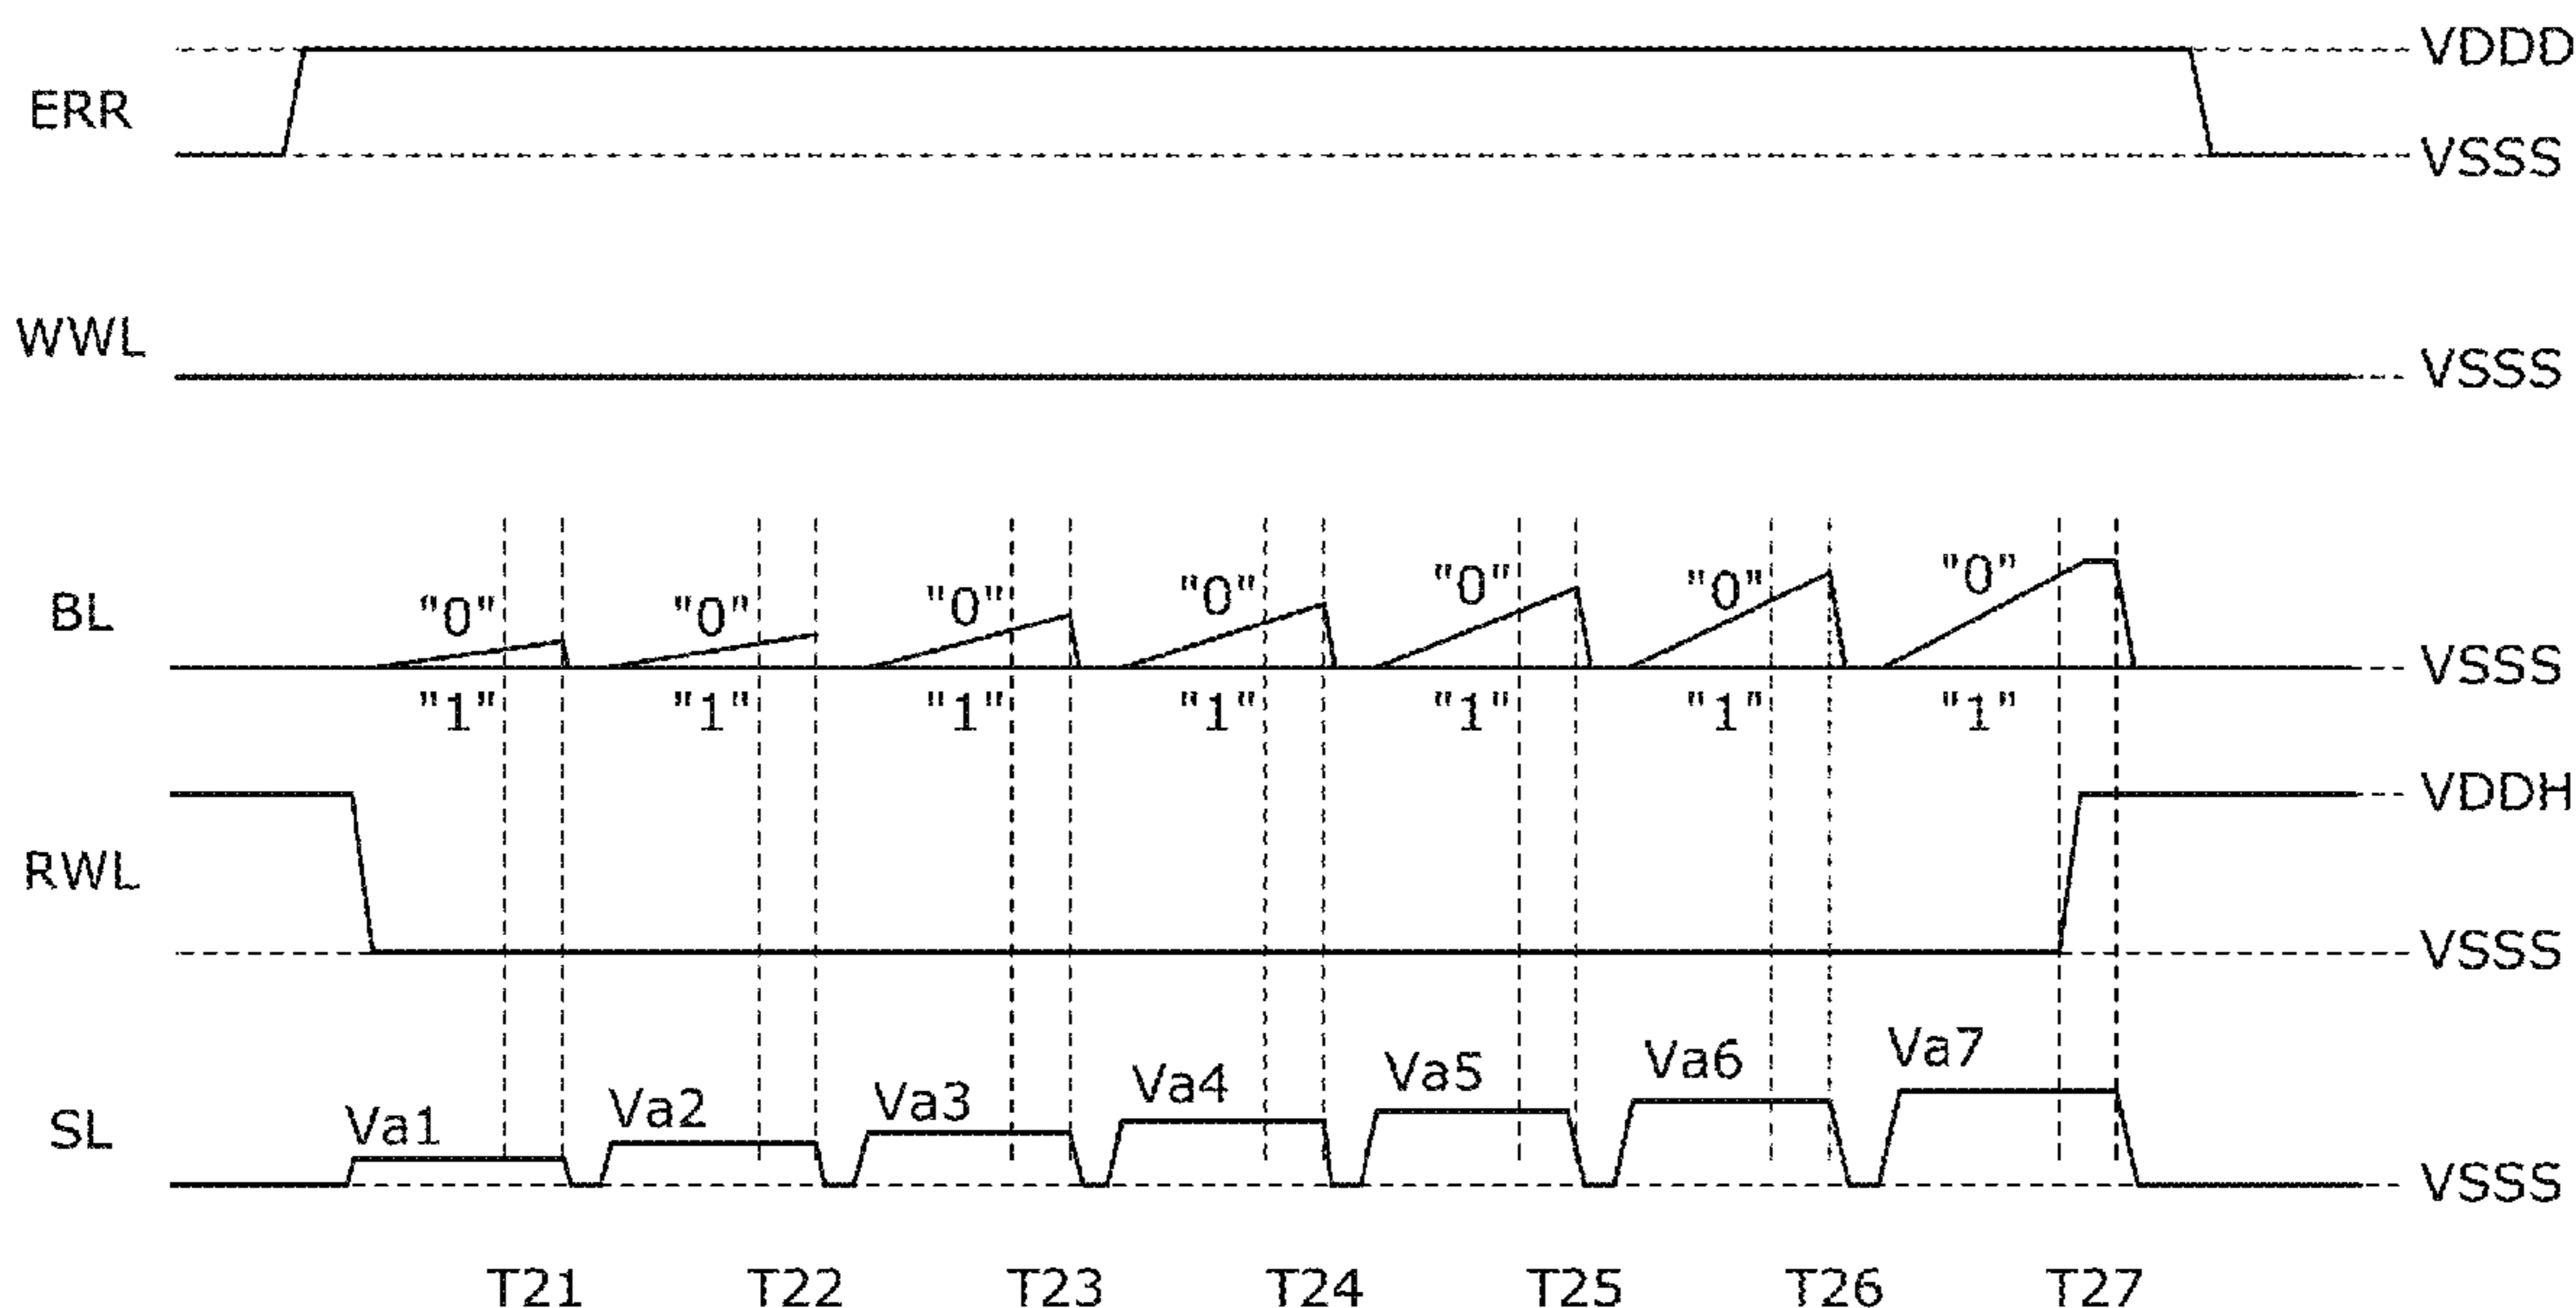 VDDD
ERR
VSSS
WWL
VSSS
"0" "0" "0" "0" "0" "0" "0"
BL
VSSS
"1" "1" "1" "1" "1" "1" "1"
VDDH
RWL
VSSS
Va1 Va2 Va3 Va4 Va5 Va6 Va7
SL
VSSS
T21 T22 T23 T24 T25 T26 T27